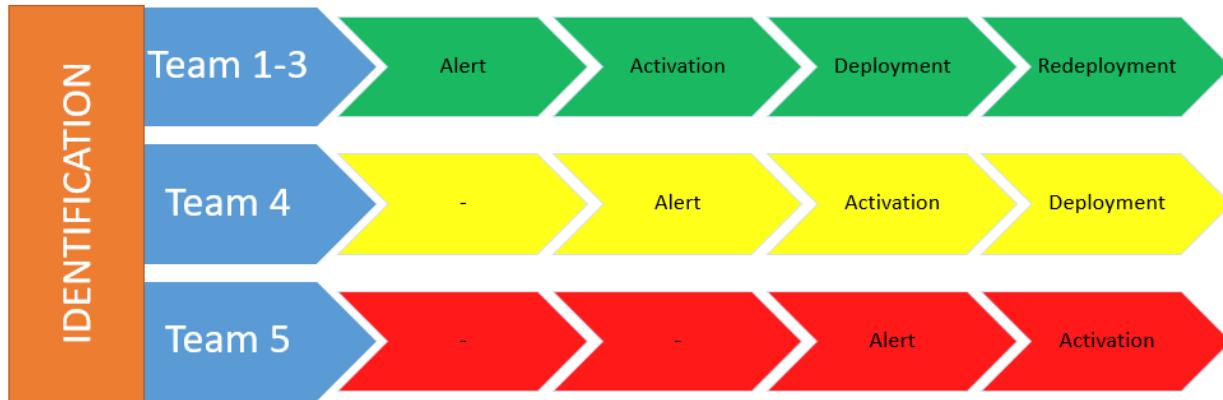 IDENTIFICATION
Team 1-3
Alert
Activation
Deployment
Redeployment
Team 4
-
Alert
Activation
Deployment
Team 5
-
-
Alert
Activation